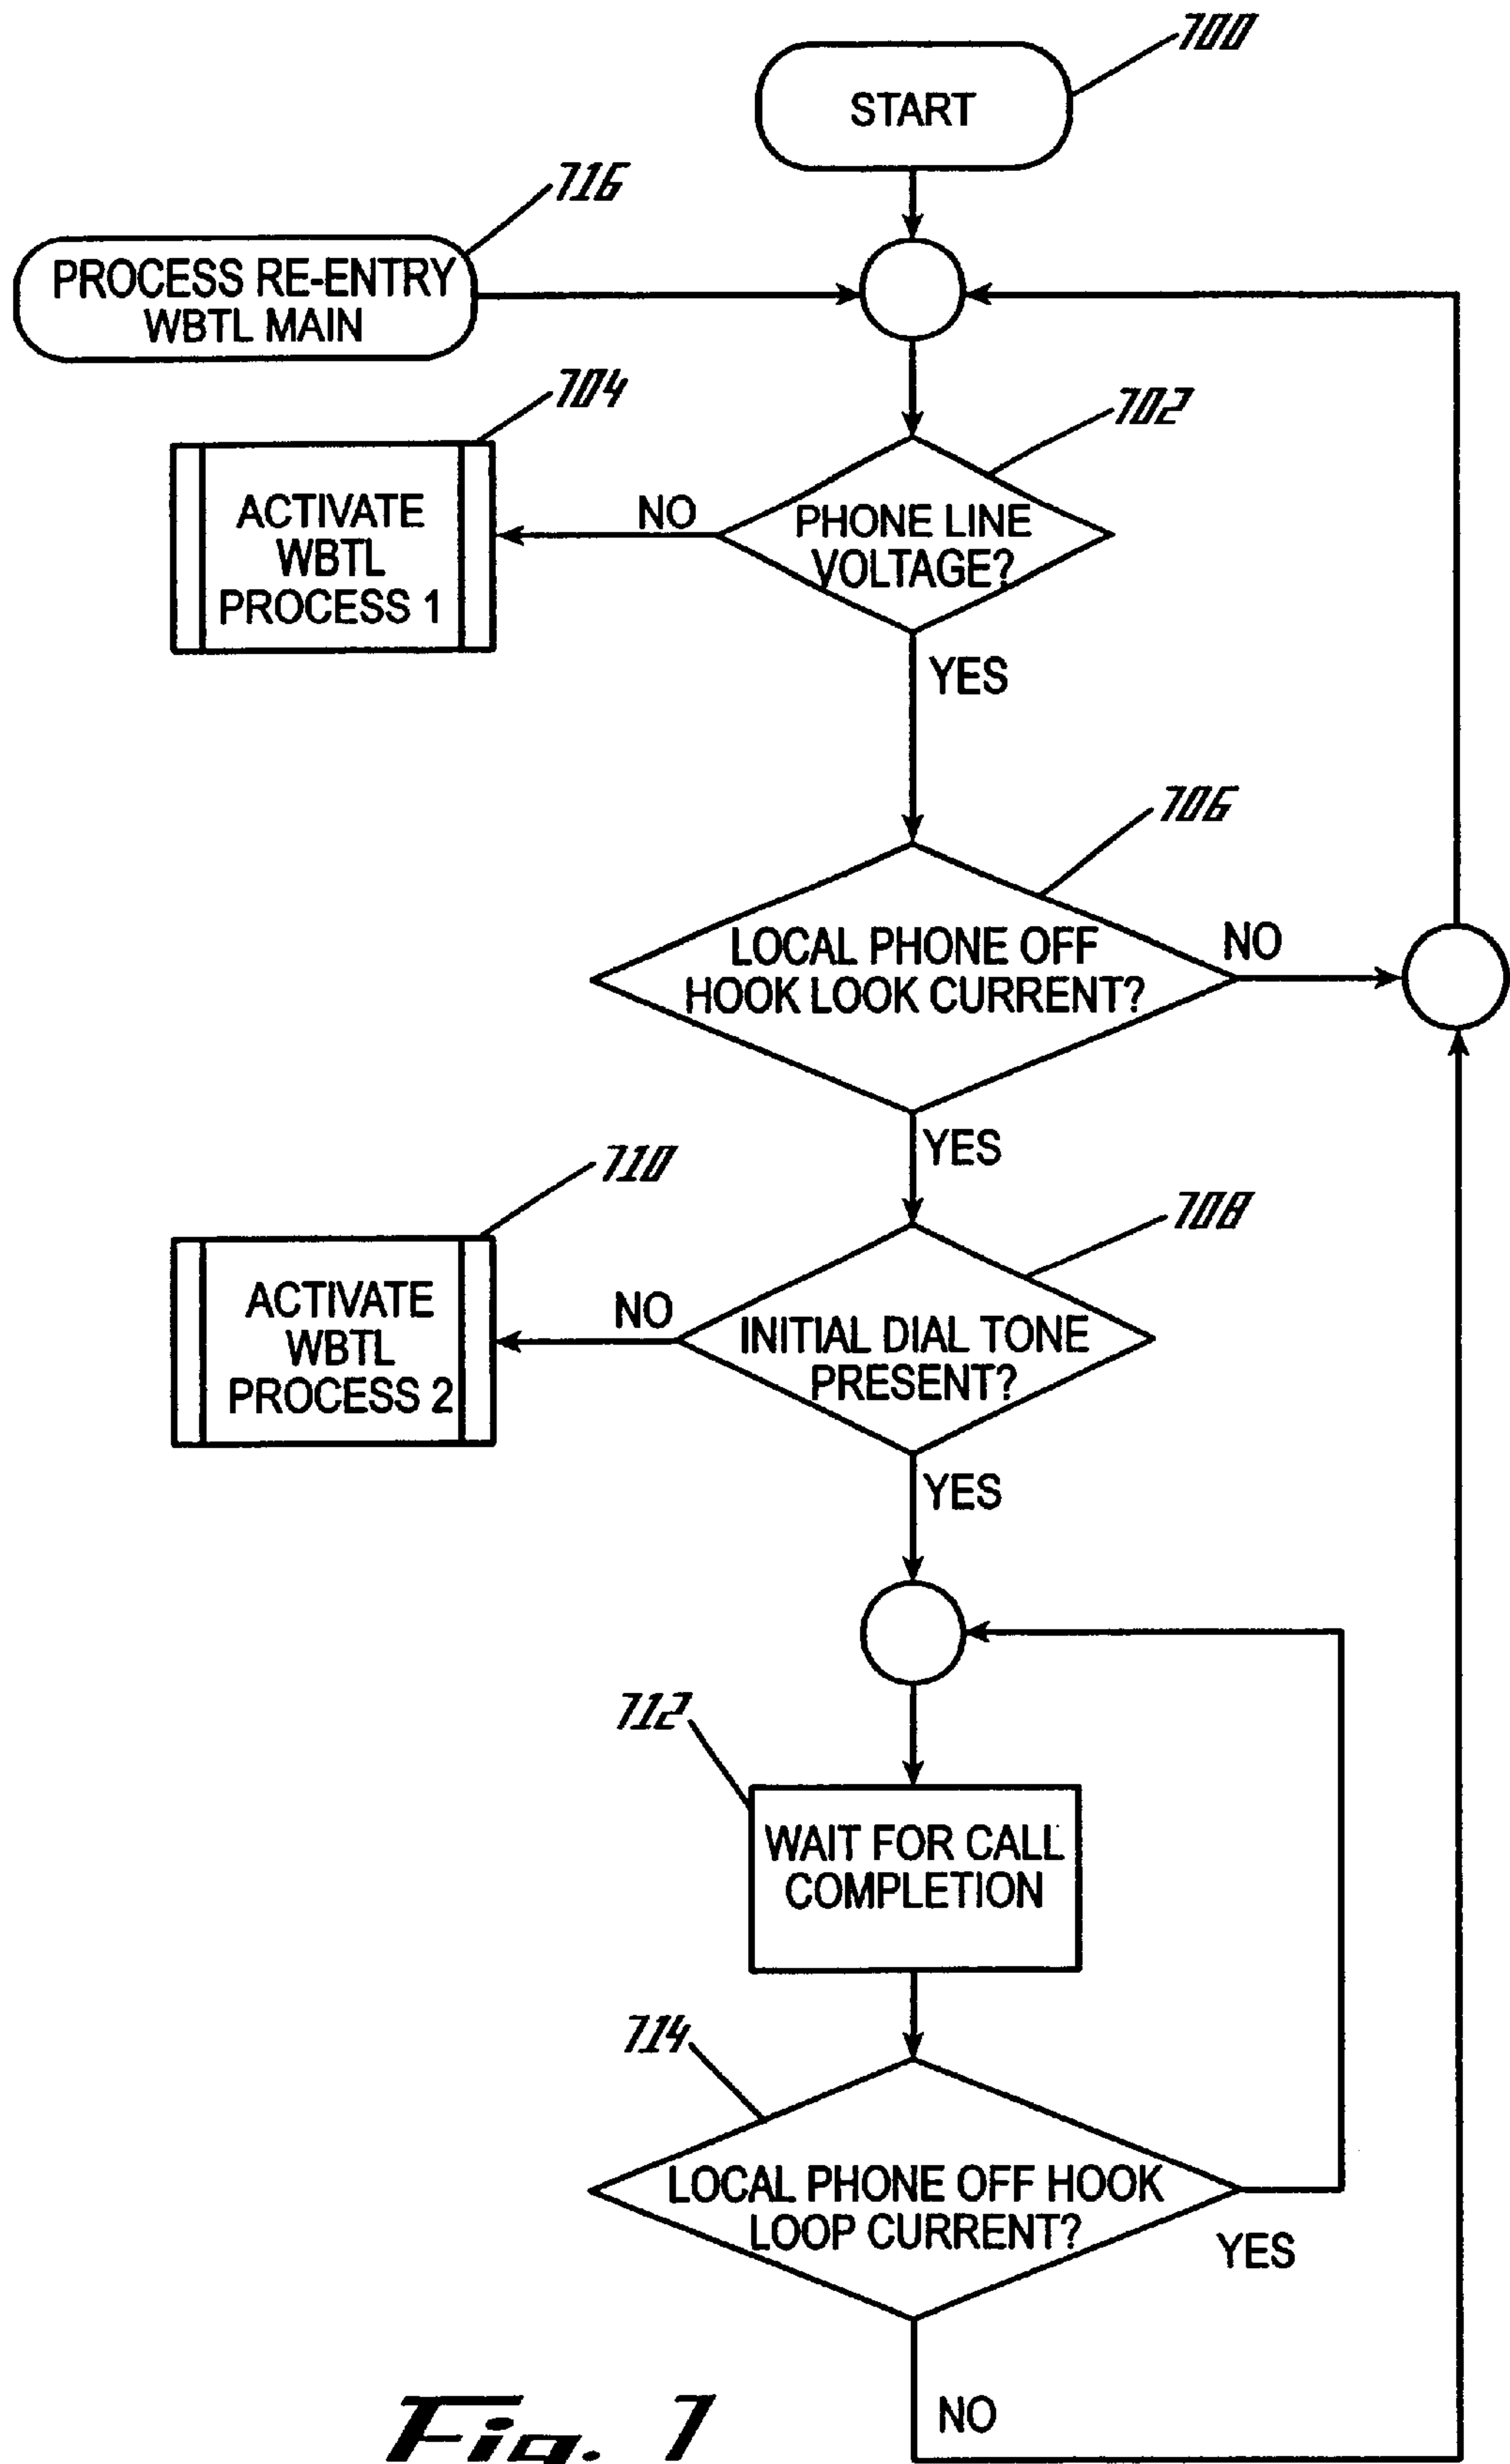 700
START
716
PROCESS RE-ENTRY
WBTL MAIN
704
702
ACTIVATE
WBTL
PROCESS 1
NO
PHONE LINE
VOLTAGE?
YES
706
LOCAL PHONE OFF
HOOK LOOK CURRENT?
NO
YES
710
708
ACTIVATE
WBTL
PROCESS 2
NO
INITIAL DIAL TONE
PRESENT?
YES
712
WAIT FOR CALL
COMPLETION
714
LOCAL PHONE OFF HOOK
LOOP CURRENT?
YES
NO
Fig. 7